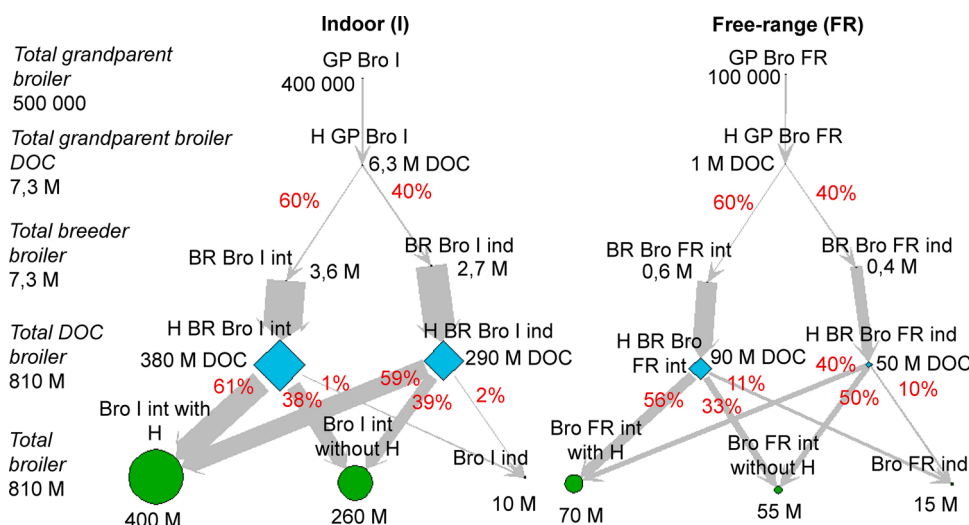 Indoor (I)
Free-range (FR)
Total grandparent
broiler
500 000
GP Bro I
400 000
GP Bro FR
100 000
Total grandparent broiler
DOC
7,3 M
H GP Bro I
6,3 M DOC
H GP Bro FR
1 M DOC
60%
40%
60%
40%
Total breeder
broiler
7,3 M
BR Bro I int
3,6 M
BR Bro I ind
2,7 M
BR Bro FR int
0,6 M
BR Bro FR ind
0,4 M
Total DOC
broiler
810 M
H BR Bro I int
380 M DOC
H BR Bro I ind
290 M DOC
H BR Bro
FR int
90 M DOC
H BR Bro FR ind
50 M DOC
61%
38%
1%
59%
39%
2%
56%
33%
11%
40%
50%
10%
Total
broiler
810 M
Bro I int with
H
400 M
Bro I int
without H
260 M
Bro I ind
10 M
Bro FR int
with H
70 M
Bro FR int
without H
55 M
Bro FR ind
15 M